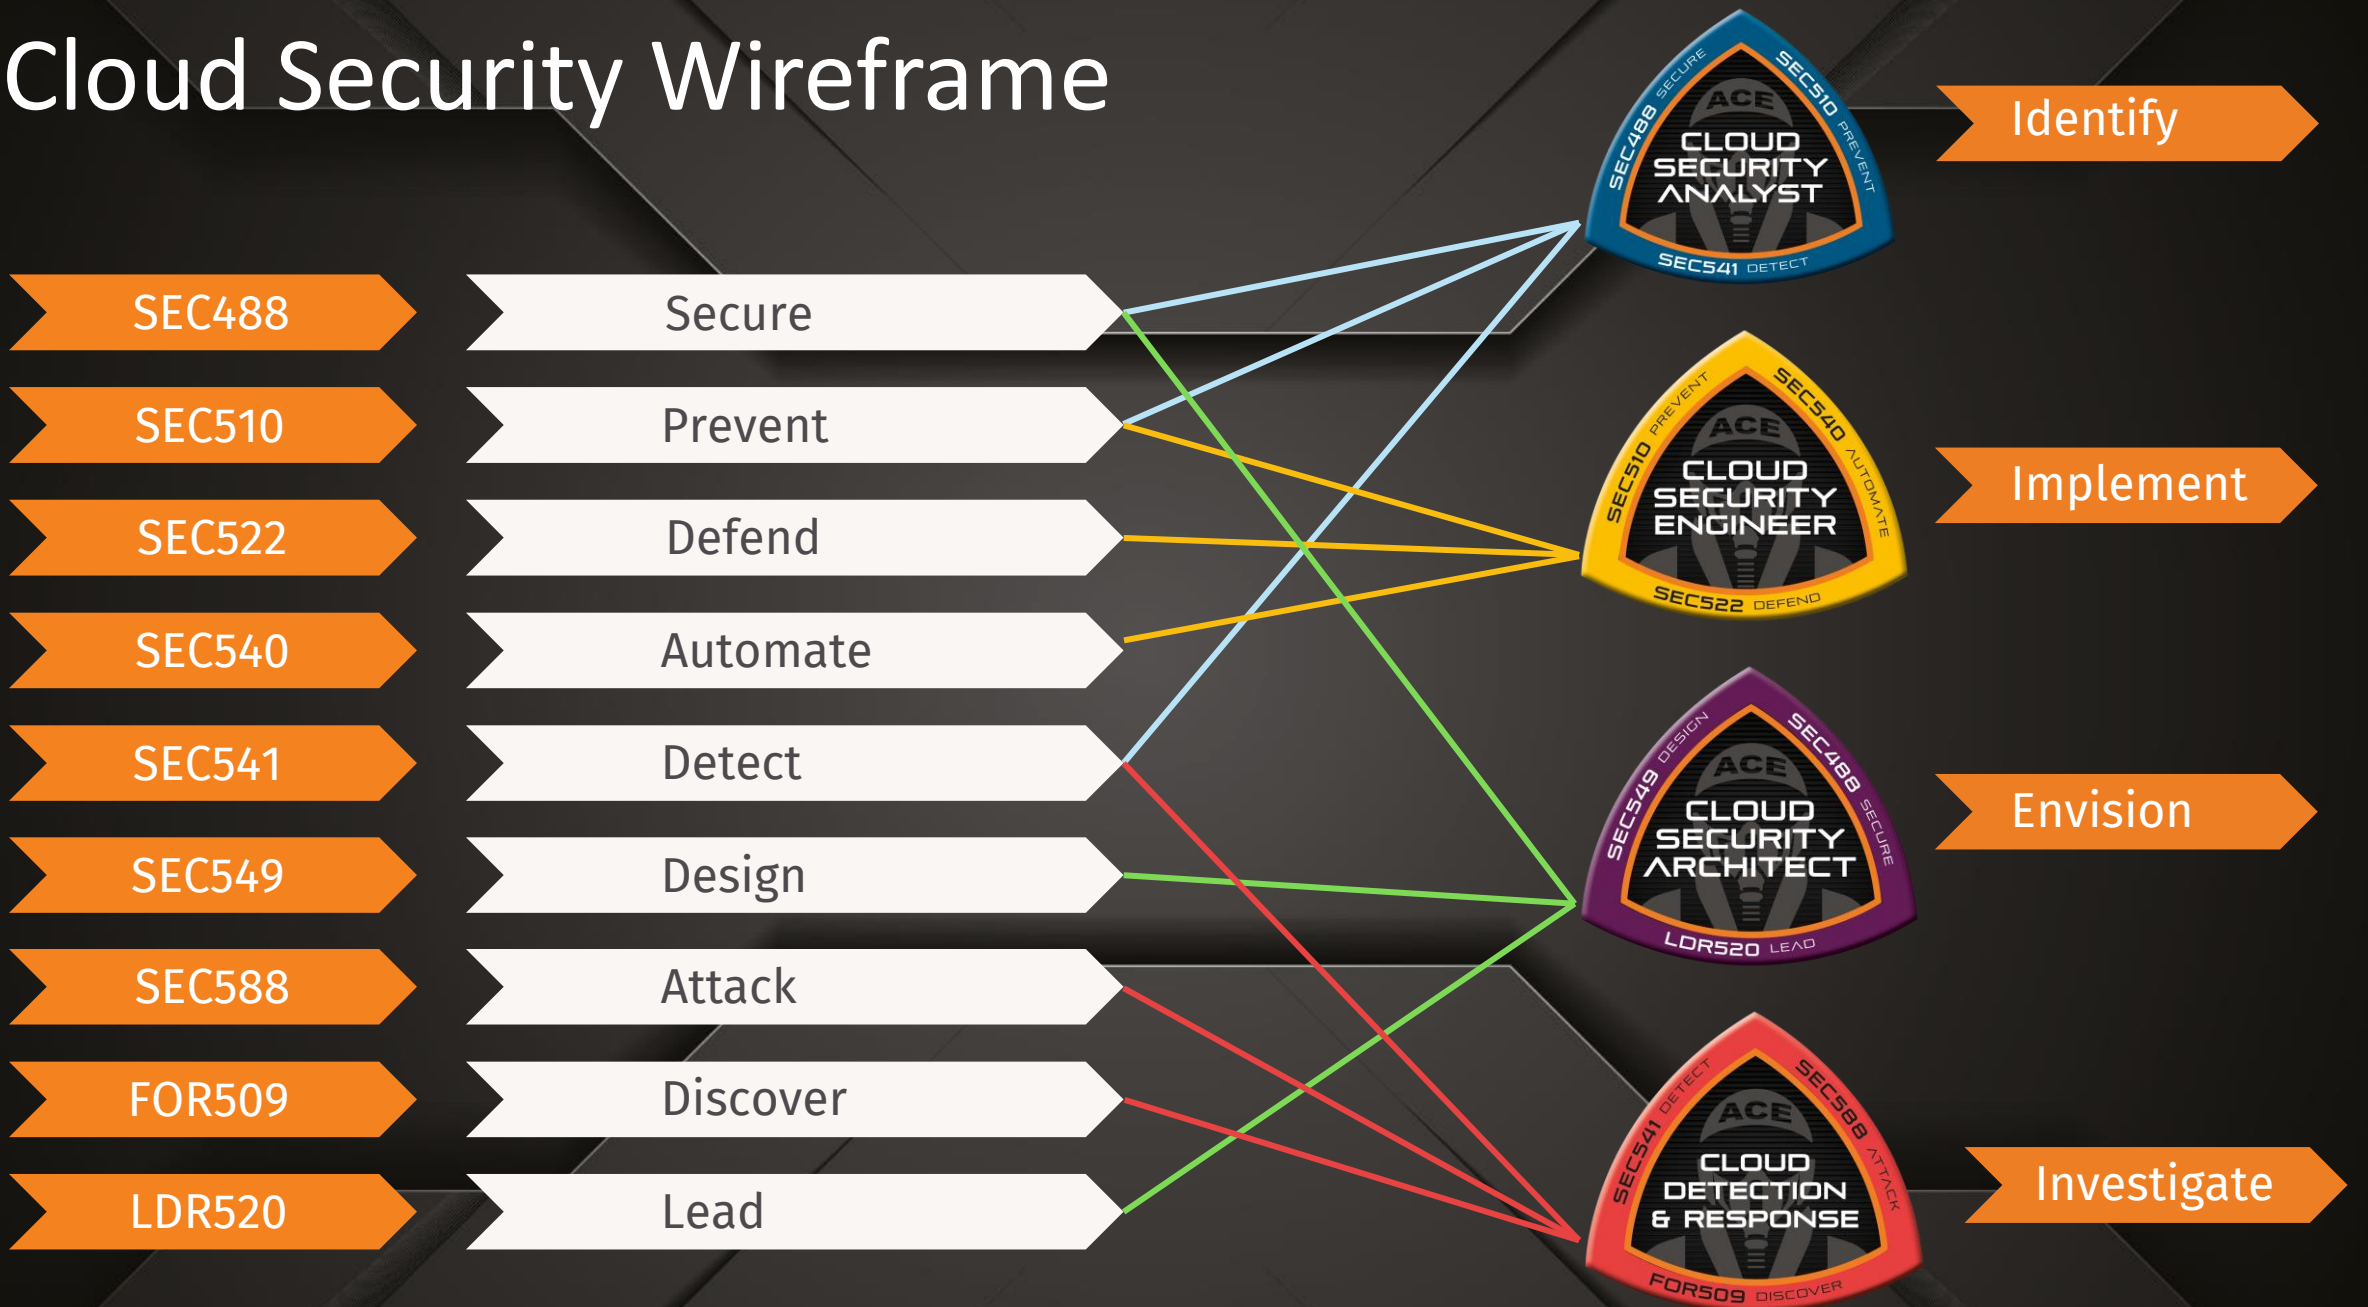 Cloud Security Wireframe
SEC488 Secure
SEC510 Prevent
SEC522 Defend
SEC540 Automate
SEC541 Detect
SEC549 Design
SEC588 Attack
FOR509 Discover
LDR520 Lead
SEC488 SECURE
SEC510 PREVENT
ACE
CLOUD
SECURITY
ANALYST
SEC541 DETECT
Identify
SEC510 PREVENT
SEC540 AUTOMATE
ACE
CLOUD
SECURITY
ENGINEER
SEC522 DEFEND
Implement
SEC549 DESIGN
SEC488 SECURE
ACE
CLOUD
SECURITY
ARCHITECT
LDR520 LEAD
Envision
SEC541 DETECT
SEC588 ATTACK
ACE
CLOUD
DETECTION
& RESPONSE
FOR509 DISCOVER
Investigate